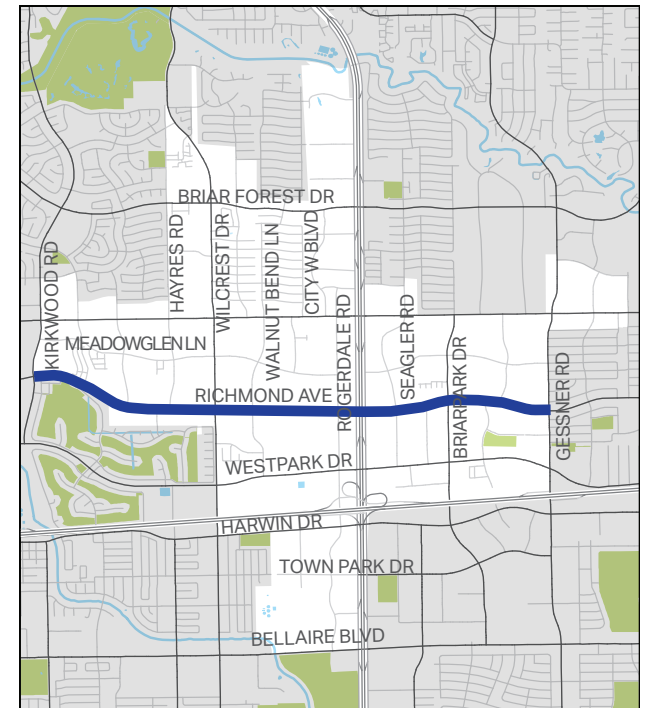 BRIAR FOREST DR
KIRKWOOD RD
HAYRES RD
WILCREST DR
WALNUT BEND LN
CITY W BLVD
MEADOWGLEN LN
ROGERDALE RD
SEAGLER RD
BRIARPARK DR
GESSNER RD
RICHMOND AVE
WESTPARK DR
HARWIN DR
TOWN PARK DR
BELLAIRE BLVD